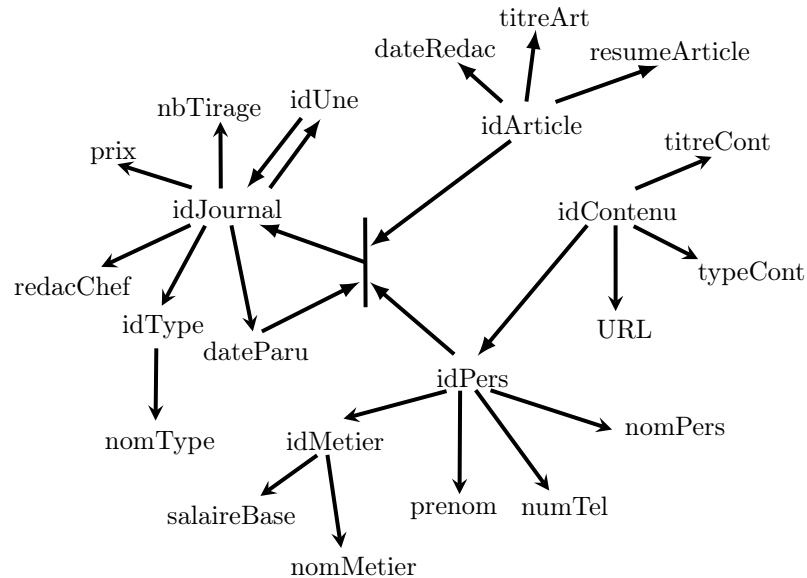 titreArt
dateRedac
resumeArticle
nbTirage
idUne
idArticle
prix
titreCont
idJournal
idContenu
redacChef
typeCont
idType
URL
dateParu
idPers
nomType
idMetier
nomPers
salaireBase
prenom
numTel
nomMetier